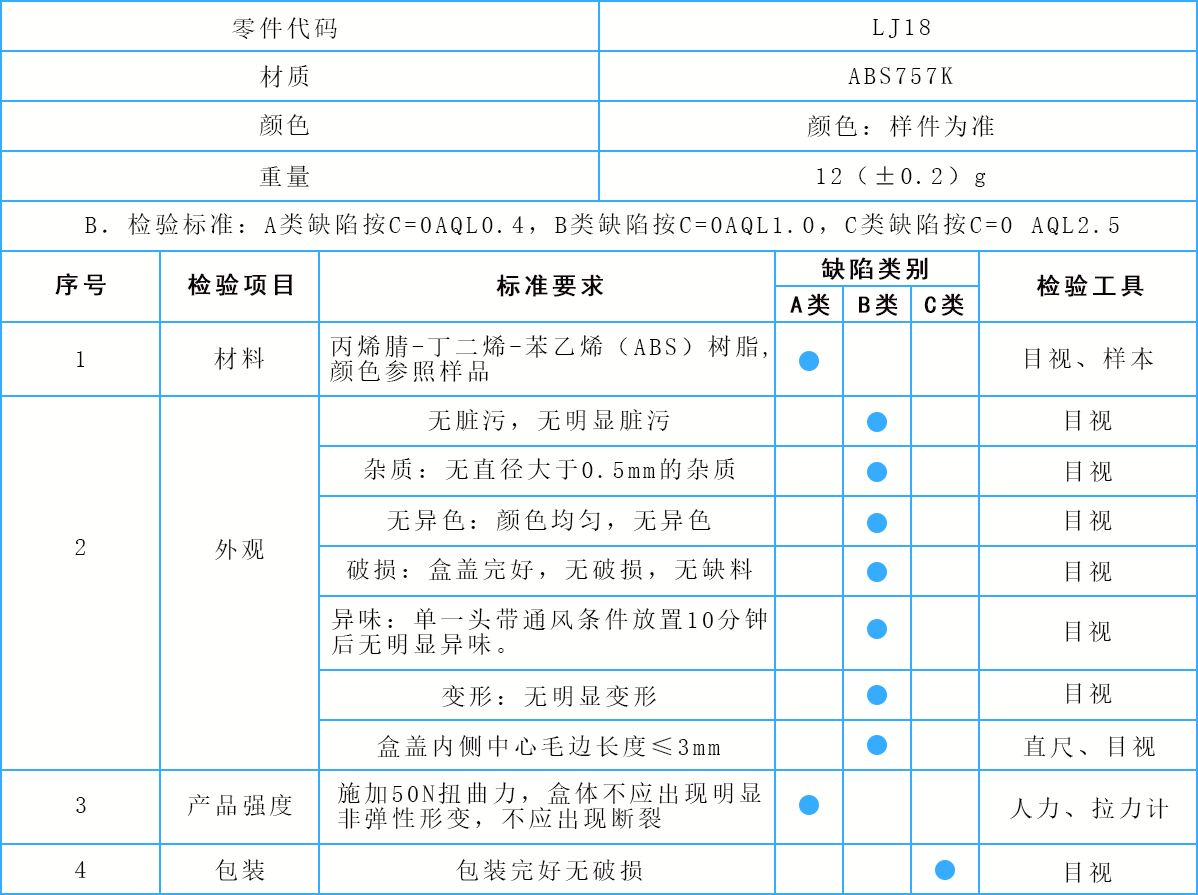 零件代码 LJ18
材质 ABS757K
颜色 颜色：样件为准
重量 12（±0.2）g
B. 检验标准：A类缺陷按C=0AQL0.4，B类缺陷按C=0AQL1.0，C类缺陷按C=0 AQL2.5
序号 检验项目 标准要求 缺陷类别 检验工具
A类 B类 C类
1 材料 丙烯腈-丁二烯-苯乙烯（ABS）树脂,
颜色参照样品 目视、样本
2 外观 无脏污，无明显脏污 目视
杂质：无直径大于0.5mm的杂质 目视
无异色：颜色均匀，无异色 目视
破损：盒盖完好，无破损，无缺料 目视
异味：单一头带通风条件放置10分钟
后无明显异味。 目视
变形：无明显变形 目视
盒盖内侧中心毛边长度≤3mm 直尺、目视
3 产品强度 施加50N扭曲力，盒体不应出现明显
非弹性形变，不应出现断裂 人力、拉力计
4 包装 包装完好无破损 目视